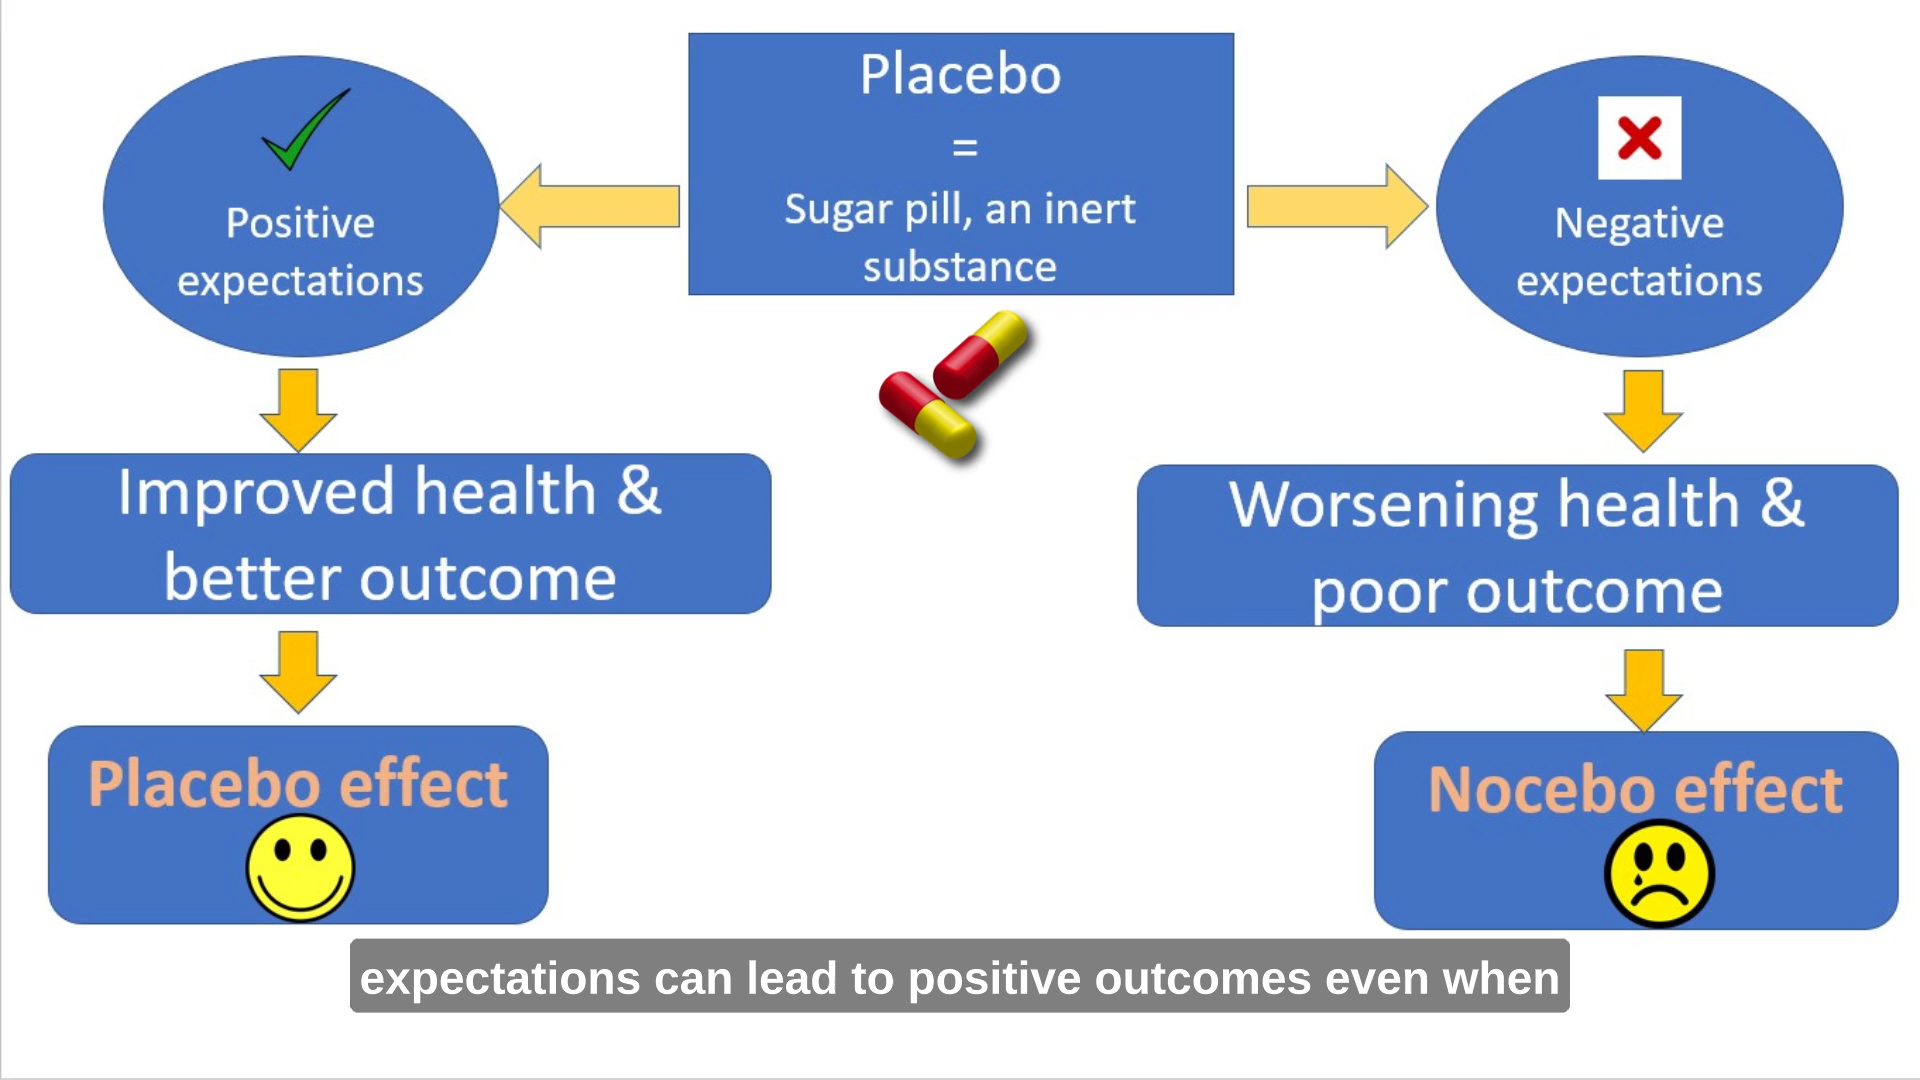 Placebo
=
Sugar pill, an inert
substance
Positive
expectations
Negative
expectations
Improved health &
better outcome
Worsening health &
poor outcome
Placebo effect
Nocebo effect
expectations can lead to positive outcomes even when